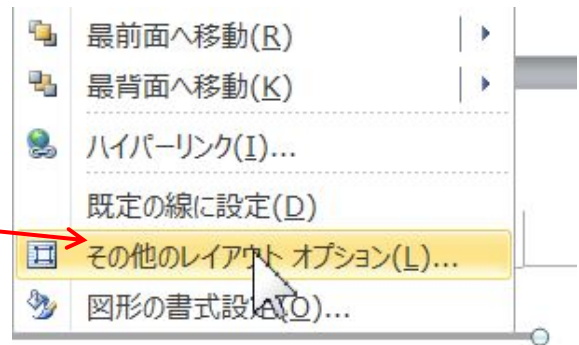 最前面へ移動(R)
最背面へ移動(K)
ハイパーリンク(I)...
既定の線に設定(D)
その他のレイアウト オプション(L)...
図形の書式設定(O)...